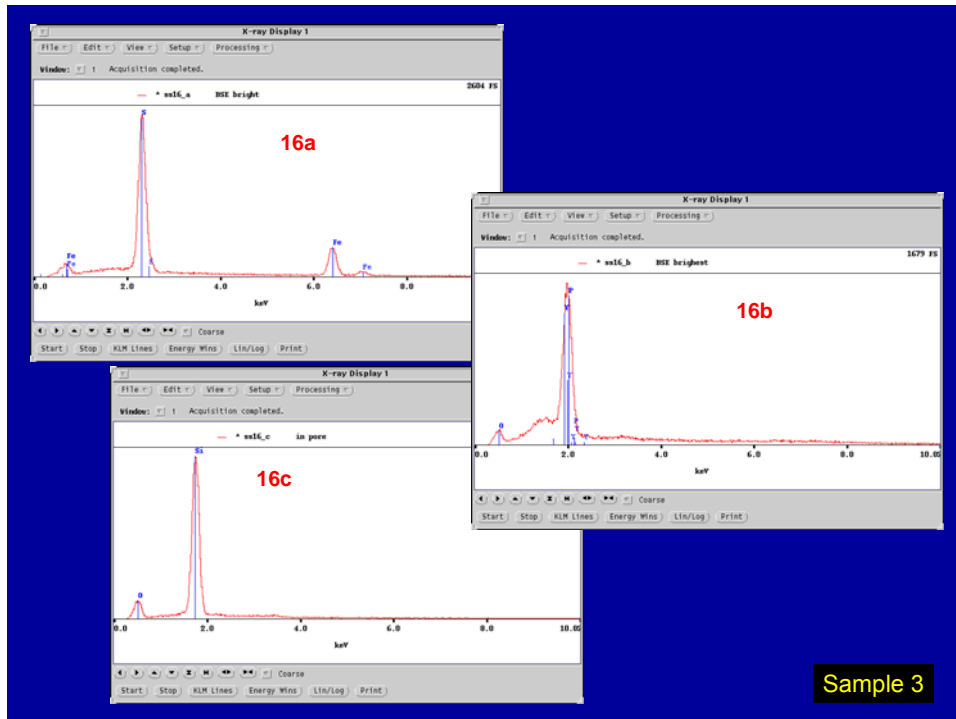 X-ray Display 1
File Edit View Setup Processing
Window: 1 Acquisition completed.
2604 FS
* ss16_a BSE bright
S
16a
Fe
Fe
Fe
Fe
0.0 2.0 4.0 6.0 8.0
keV
Coarse
Start Stop KLM Lines Energy Wins Lin/Log Print
X-ray Display 1
File Edit View Setup Processing
Window: 1 Acquisition completed.
1679 FS
* ss16_b BSE brightest
P
Y
16b
Y
P
O
0.0 2.0 4.0 6.0 8.0 10.05
keV
Coarse
Start Stop KLM Lines Energy Wins Lin/Log Print
X-ray Display 1
File Edit View Setup Processing
Window: 1 Acquisition completed.
* ss16_c in pore
Si
16c
O
0.0 2.0 4.0 6.0 8.0 10.05
keV
Coarse
Start Stop KLM Lines Energy Wins Lin/Log Print
Sample 3